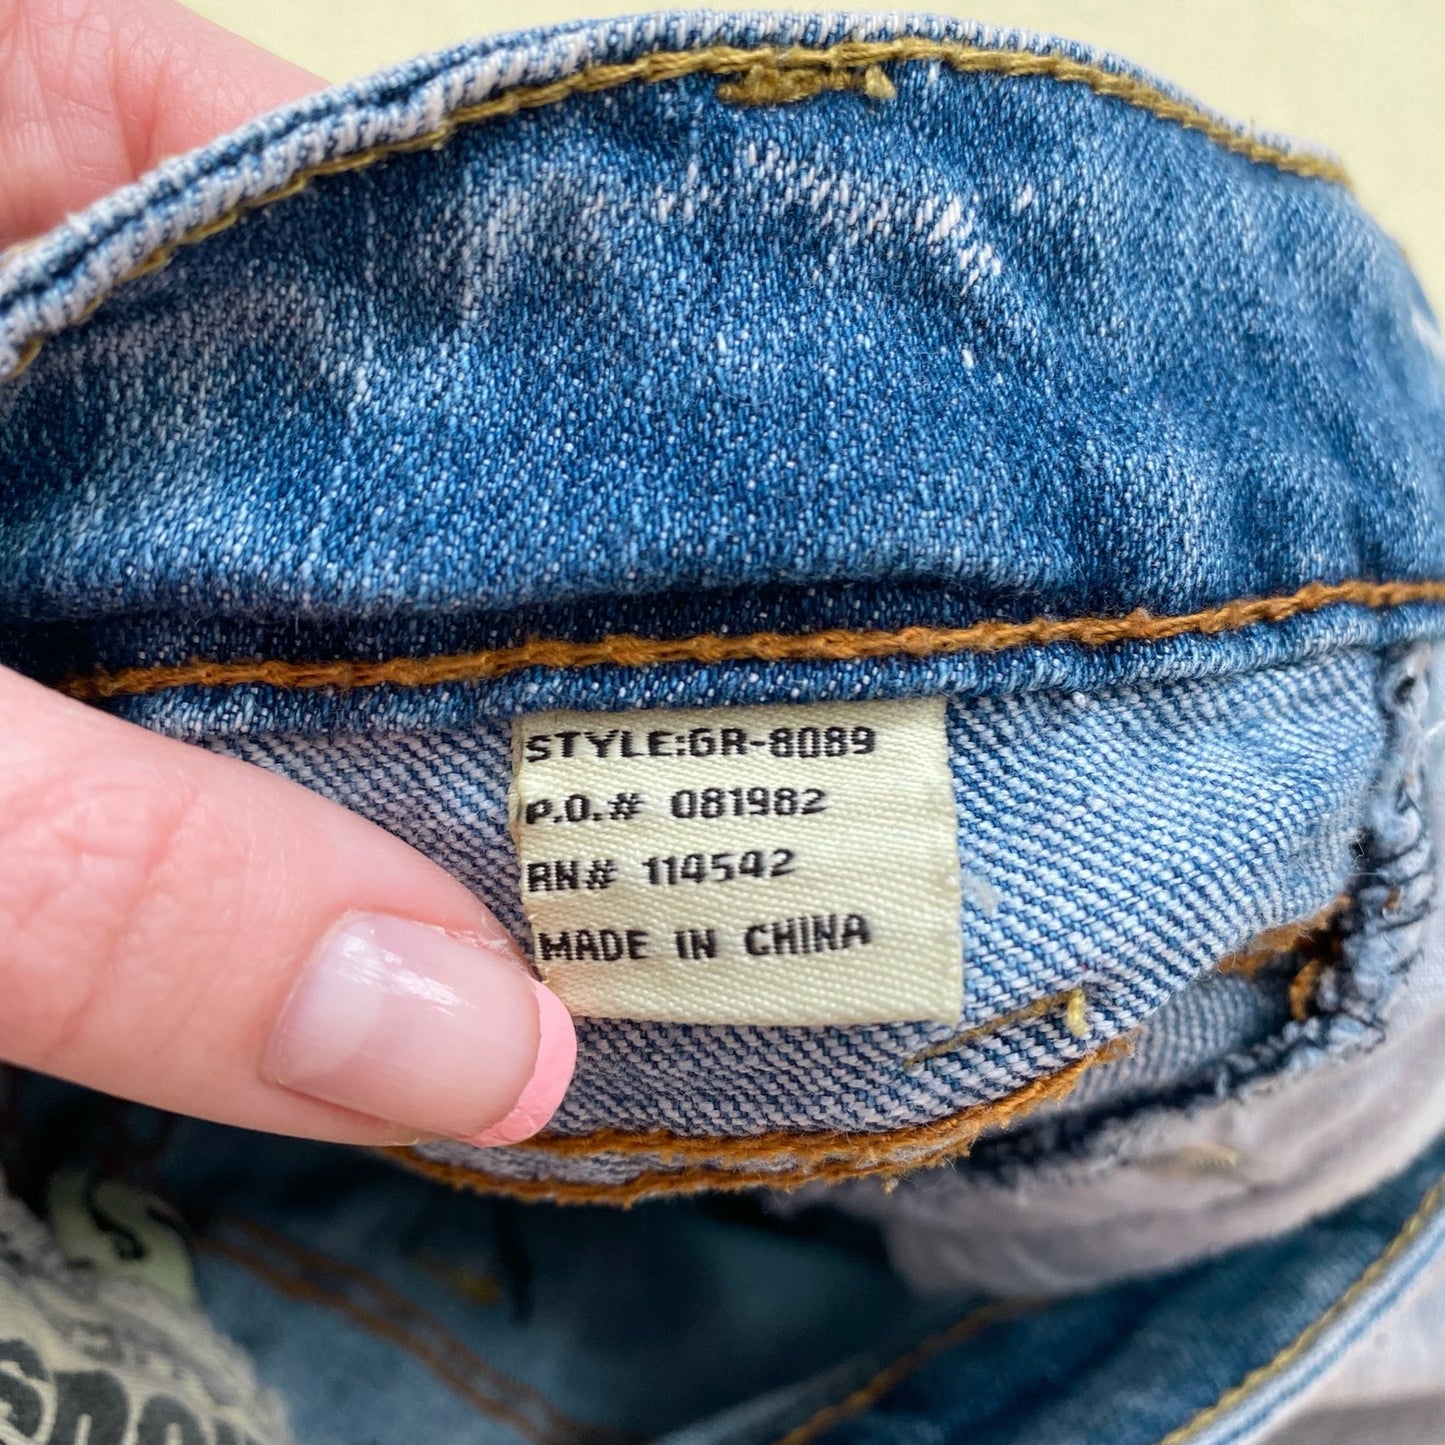 STYLE:GR-8089
P.O.# 081982
RN# 114542
MADE IN CHINA